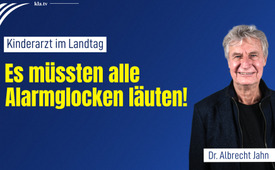 kla.tv
Kinderarzt im Landtag
Es müssten alle
Alarmglocken läuten!
Dr. Albrecht Jahn